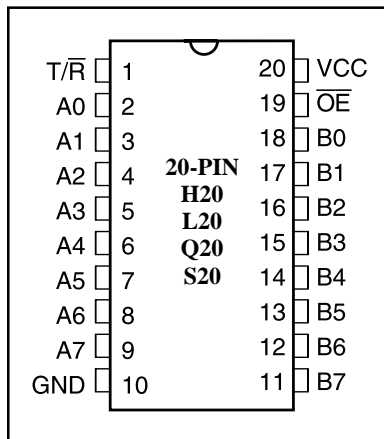 T/R̅ 1 20 VCC
A0 2 19 O̅E̅
A1 3 18 B0
A2 4 20-PIN 17 B1
H20
A3 5 L20 16 B2
A4 6 Q20 15 B3
A5 7 S20 14 B4
A6 8 13 B5
A7 9 12 B6
GND 10 11 B7